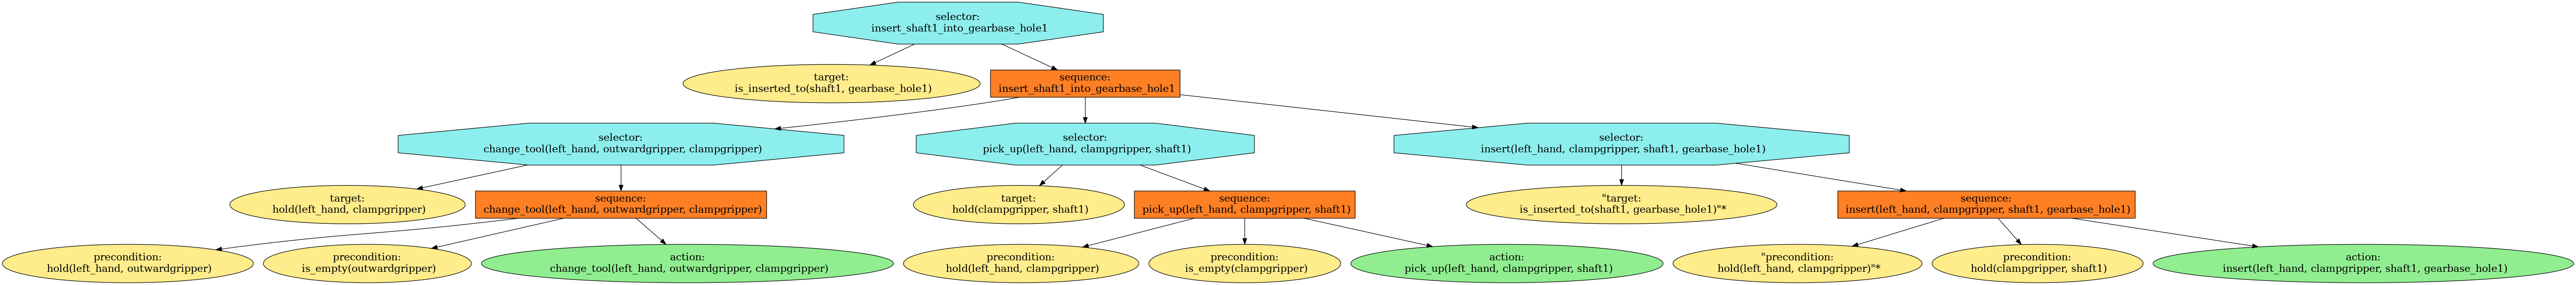 selector:
insert_shaft1_into_gearbase_hole1
target:
is_inserted_to(shaft1, gearbase_hole1)
sequence:
insert_shaft1_into_gearbase_hole1
selector:
change_tool(left_hand, outwardgripper, clampgripper)
selector:
pick_up(left_hand, clampgripper, shaft1)
selector:
insert(left_hand, clampgripper, shaft1, gearbase_hole1)
target:
hold(left_hand, clampgripper)
sequence:
change_tool(left_hand, outwardgripper, clampgripper)
target:
hold(clampgripper, shaft1)
sequence:
pick_up(left_hand, clampgripper, shaft1)
"target:
is_inserted_to(shaft1, gearbase_hole1)"*
sequence:
insert(left_hand, clampgripper, shaft1, gearbase_hole1)
precondition:
hold(left_hand, outwardgripper)
precondition:
is_empty(outwardgripper)
action:
change_tool(left_hand, outwardgripper, clampgripper)
precondition:
hold(left_hand, clampgripper)
precondition:
is_empty(clampgripper)
action:
pick_up(left_hand, clampgripper, shaft1)
"precondition:
hold(left_hand, clampgripper)"*
precondition:
hold(clampgripper, shaft1)
action:
insert(left_hand, clampgripper, shaft1, gearbase_hole1)